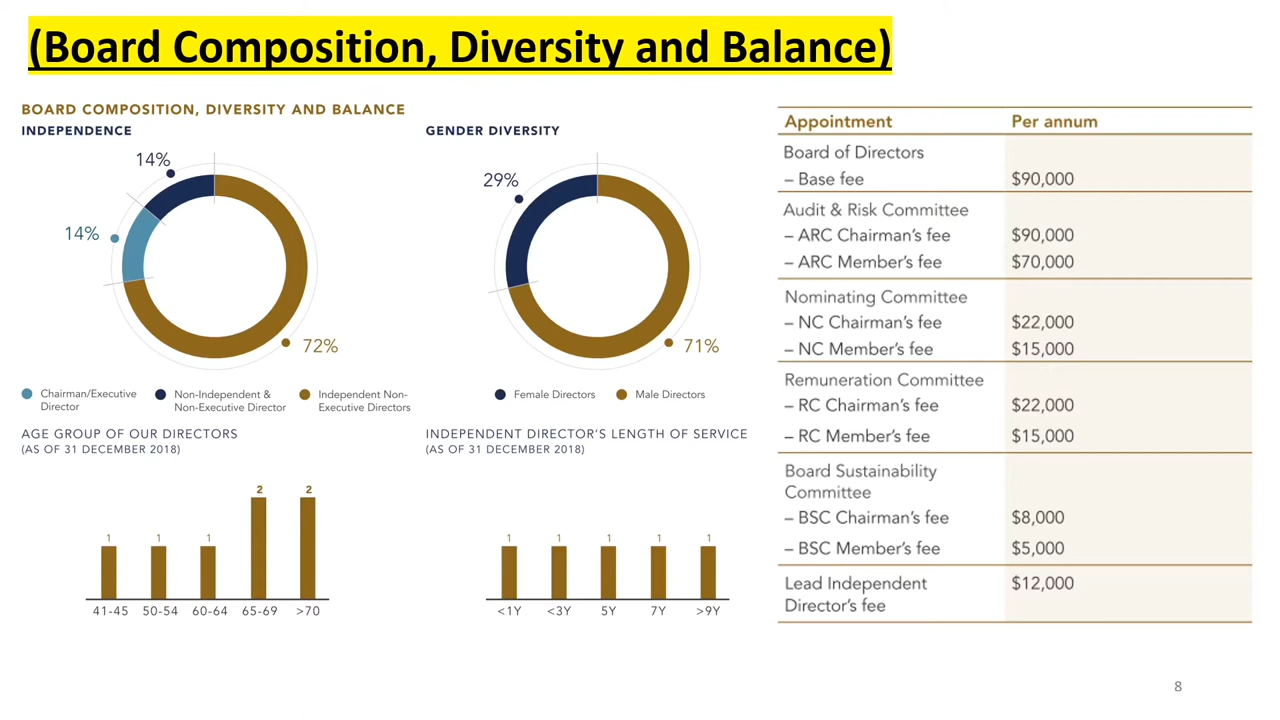 (Board Composition, Diversity and Balance)
BOARD COMPOSITION, DIVERSITY AND BALANCE
INDEPENDENCE
14%
14%
72%
Chairman/Executive
Director
Non-Independent &
Non-Executive Director
Independent Non-
Executive Directors
GENDER DIVERSITY
29%
71%
Female Directors
Male Directors
AGE GROUP OF OUR DIRECTORS
(AS OF 31 DECEMBER 2018)
1 1 1 2 2
41-45 50-54 60-64 65-69 >70
INDEPENDENT DIRECTOR'S LENGTH OF SERVICE
(AS OF 31 DECEMBER 2018)
1 1 1 1 1
<1Y <3Y 5Y 7Y >9Y
Appointment Per annum
Board of Directors
– Base fee $90,000
Audit & Risk Committee
– ARC Chairman's fee $90,000
– ARC Member's fee $70,000
Nominating Committee
– NC Chairman's fee $22,000
– NC Member's fee $15,000
Remuneration Committee
– RC Chairman's fee $22,000
– RC Member's fee $15,000
Board Sustainability
Committee
– BSC Chairman's fee $8,000
– BSC Member's fee $5,000
Lead Independent $12,000
Director's fee
8